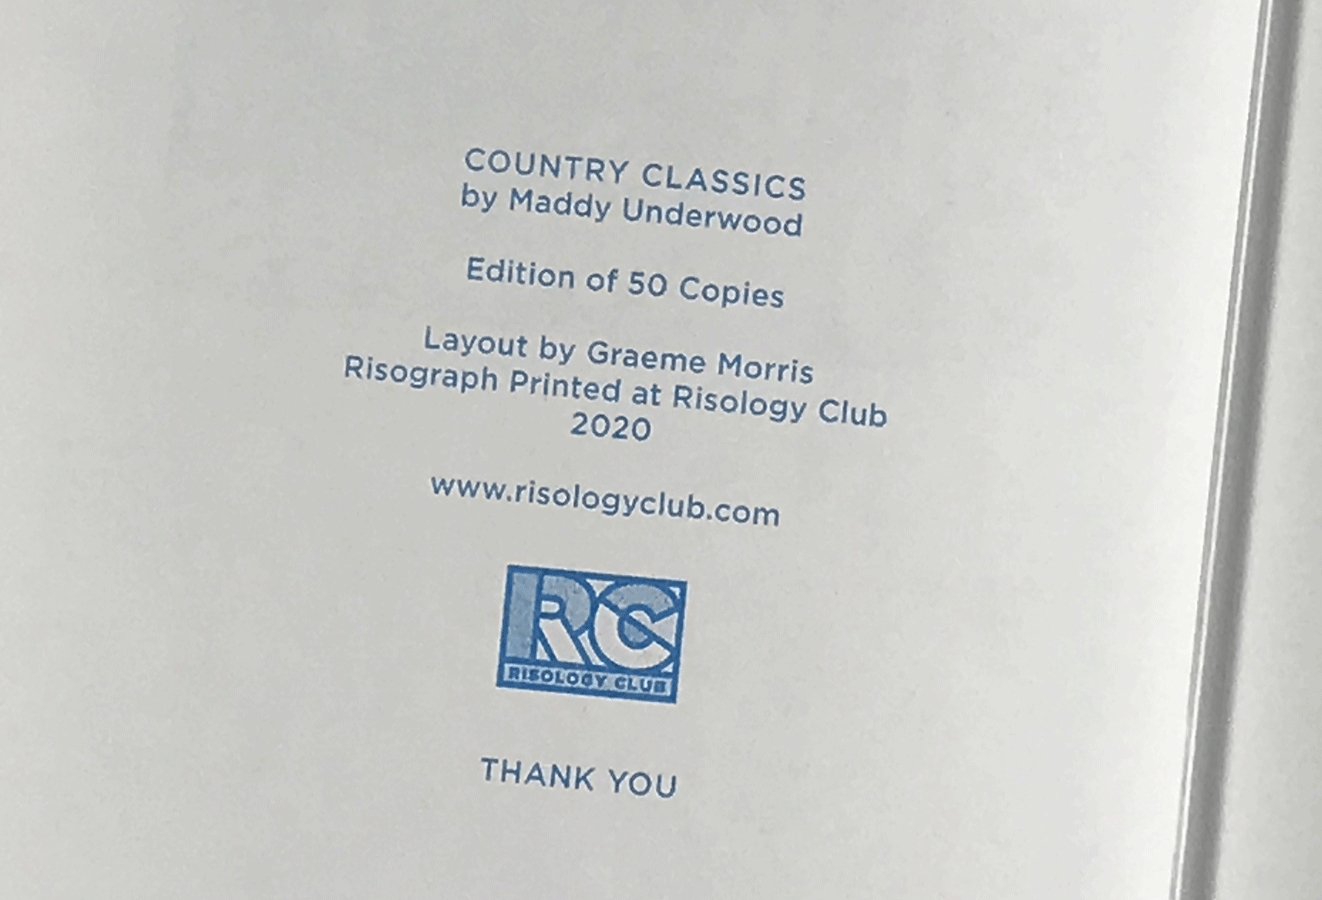 COUNTRY CLASSICS
by Maddy Underwood
Edition of 50 Copies
Layout by Graeme Morris
Risograph Printed at Risology Club
2020
www.risologyclub.com
RC
RISOLOGY CLUB
THANK YOU